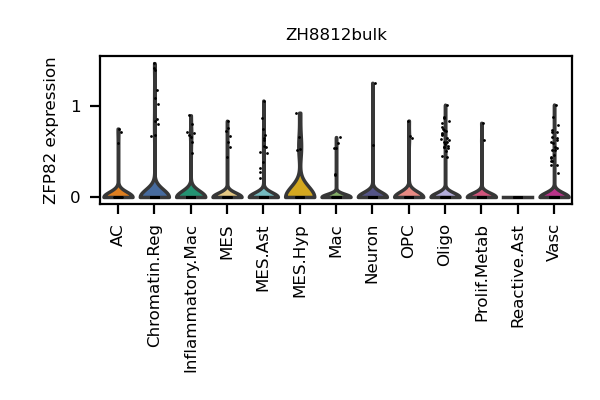 ZH8812bulk
ZFP82 expression
1
0
AC
Chromatin.Reg
Inflammatory.Mac
MES
MES.Ast
MES.Hyp
Mac
Neuron
OPC
Oligo
Prolif.Metab
Reactive.Ast
Vasc